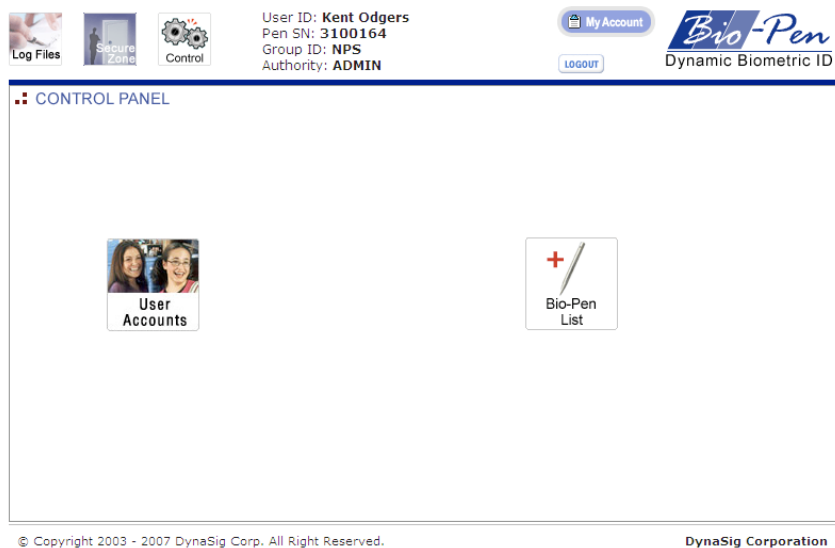 Log Files
Secure
Zone
Control
User ID: Kent Odgers
Pen SN: 3100164
Group ID: NPS
Authority: ADMIN
My Account
LOGOUT
Bio-Pen
Dynamic Biometric ID
CONTROL PANEL
User
Accounts
Bio-Pen
List
© Copyright 2003 - 2007 DynaSig Corp. All Right Reserved.
DynaSig Corporation